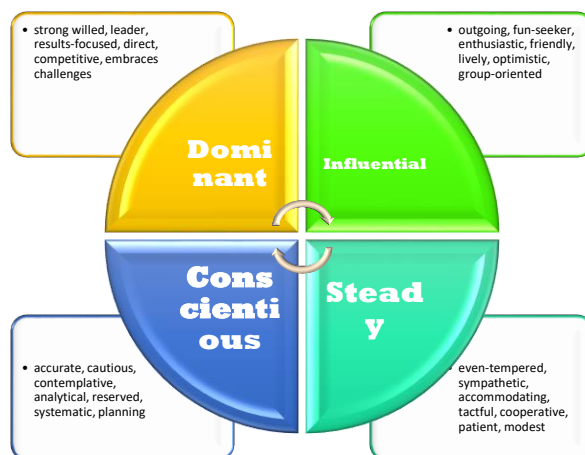 • strong willed, leader,
results-focused, direct,
competitive, embraces
challenges
• outgoing, fun-seeker,
enthusiastic, friendly,
lively, optimistic,
group-oriented
Domi
nant
Influential
Cons
cienti
ous
Stead
y
• accurate, cautious,
contemplative,
analytical, reserved,
systematic, planning
• even-tempered,
sympathetic,
accommodating,
tactful, cooperative,
patient, modest